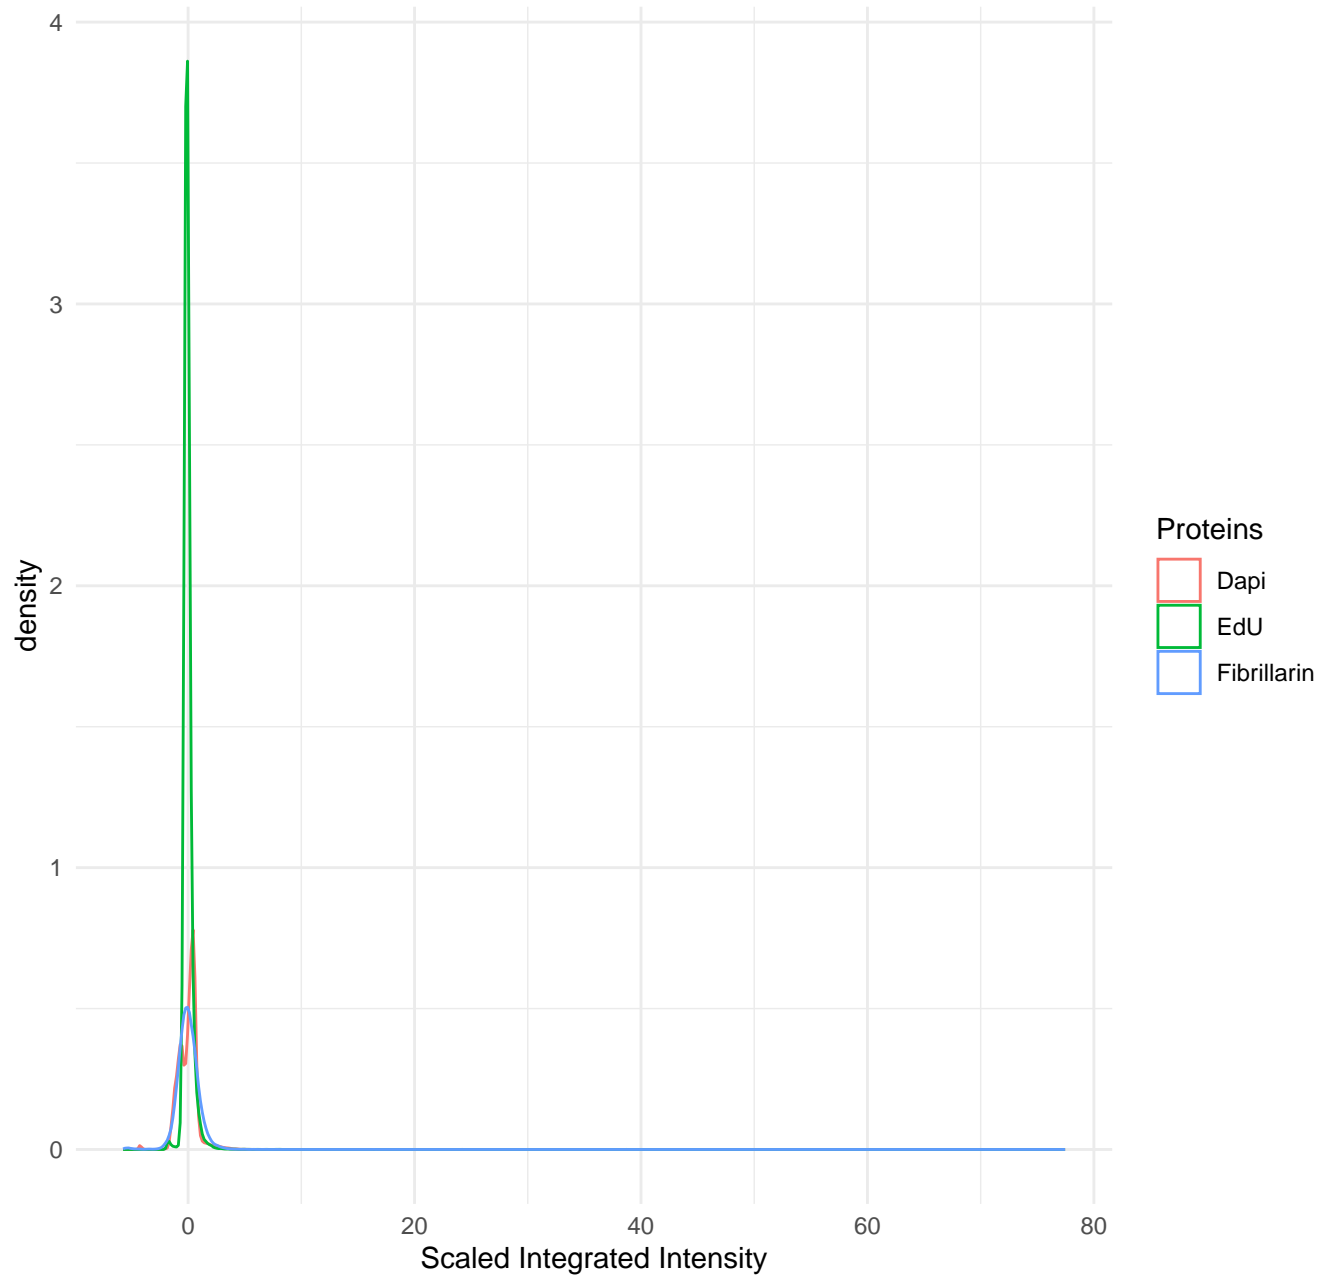 4
3
2
1
0
density
0 20 40 60 80
Scaled Integrated Intensity
Proteins
Dapi
EdU
Fibrillarin